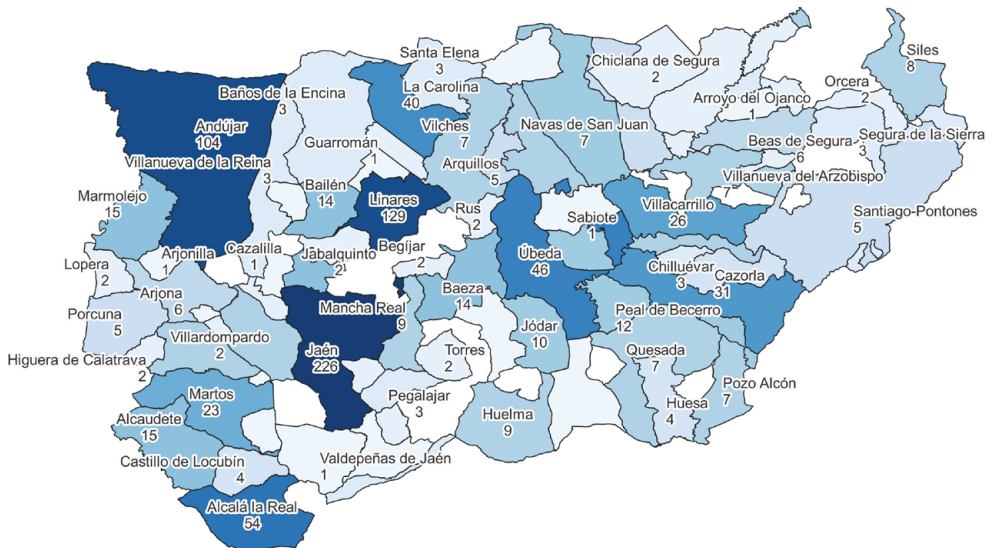 Santa Elena
3
Siles
8
Chiclana de Segura
2
Orcera
2
La Carolina
40
Baños de la Encina
3
Arroyo del Ojanco
1
Andújar
104
Vilches
7
Navas de San Juan
7
Beas de Segura
6
Segura de la Sierra
3
Guarromán
1
Villanueva de la Reina
3
Arquillos
5
Villanueva del Arzobispo
7
Bailén
14
Marmolejo
15
Linares
129
Rus
2
Villacarrillo
26
Santiago-Pontones
5
Sabiote
1
Cazalilla
1
Begíjar
2
Arjonilla
1
Jabalquinto
2
Úbeda
46
Lopera
2
Chilluévar
3
Cazorla
31
Baeza
14
Arjona
6
Mancha Real
9
Peal de Becerro
12
Porcuna
5
Jódar
10
Villardompardo
2
Jaén
226
Torres
2
Quesada
7
Higuera de Calatrava
2
Pozo Alcón
7
Martos
23
Pegalajar
3
Huesa
4
Huelma
9
Alcaudete
15
Valdepeñas de Jaén
1
Castillo de Locubín
4
Alcalá la Real
54